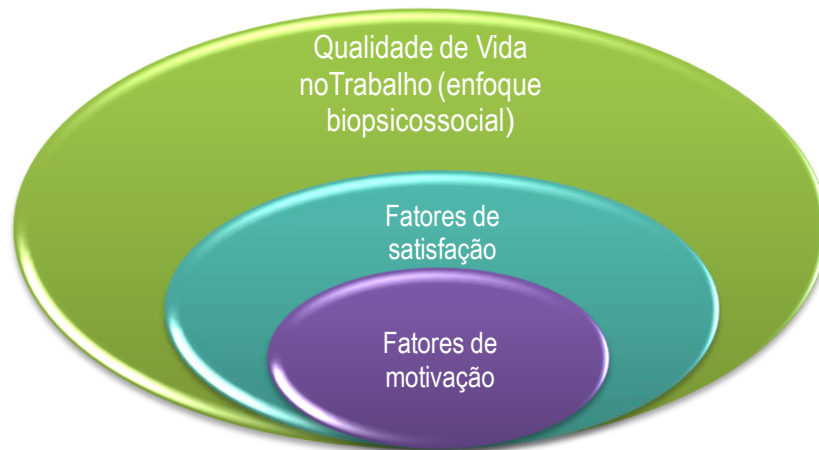 Qualidade de Vida
noTrabalho (enfoque
biopsicossocial)
Fatores de
satisfação
Fatores de
motivação